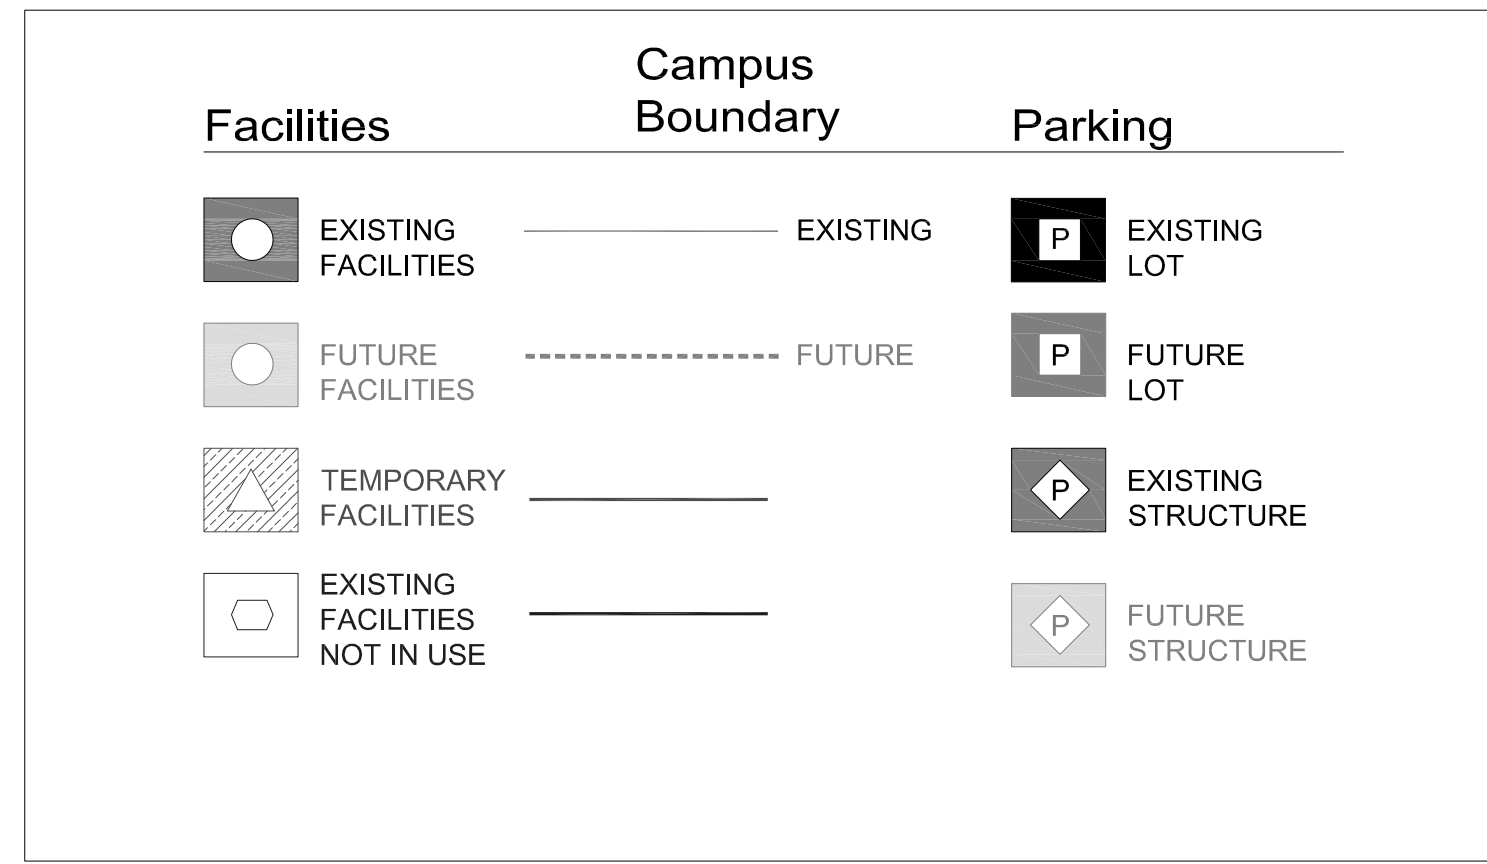 Campus
Boundary
Facilities
Parking
EXISTING
FACILITIES
EXISTING
P
EXISTING
LOT
FUTURE
FACILITIES
FUTURE
P
FUTURE
LOT
TEMPORARY
FACILITIES
P
EXISTING
STRUCTURE
EXISTING
FACILITIES
NOT IN USE
P
FUTURE
STRUCTURE